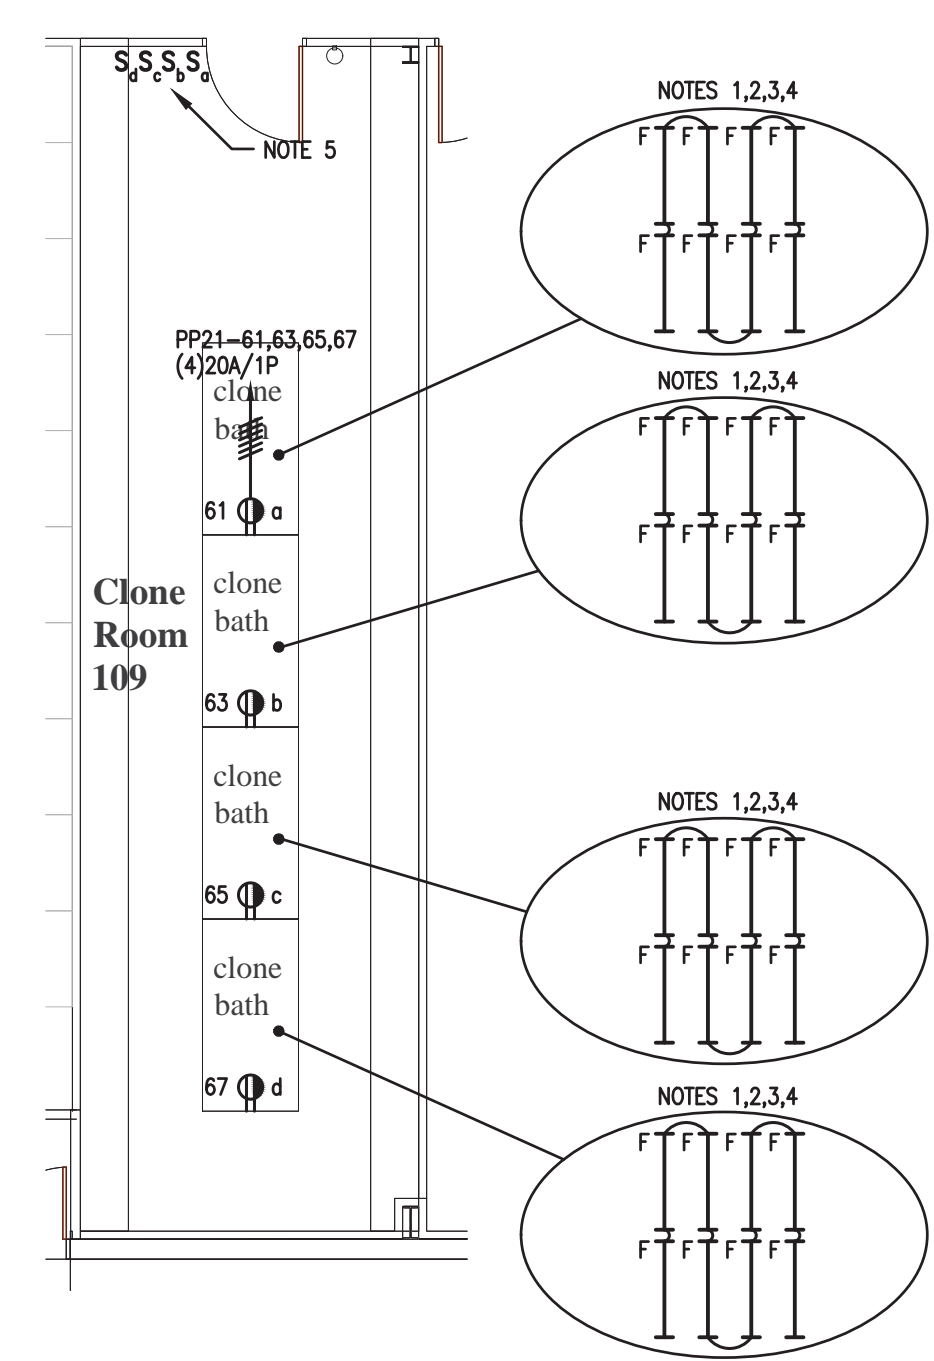 SdScSbSa
NOTE 5
PP21-61,63,65,67
(4)20A/1P
clone
bath
61 a
clone
bath
63 b
clone
bath
65 c
clone
bath
67 d
Clone
Room
109
NOTES 1,2,3,4
F F F F
F F F F
NOTES 1,2,3,4
F F F F
F F F F
NOTES 1,2,3,4
F F F F
F F F F
NOTES 1,2,3,4
F F F F
F F F F